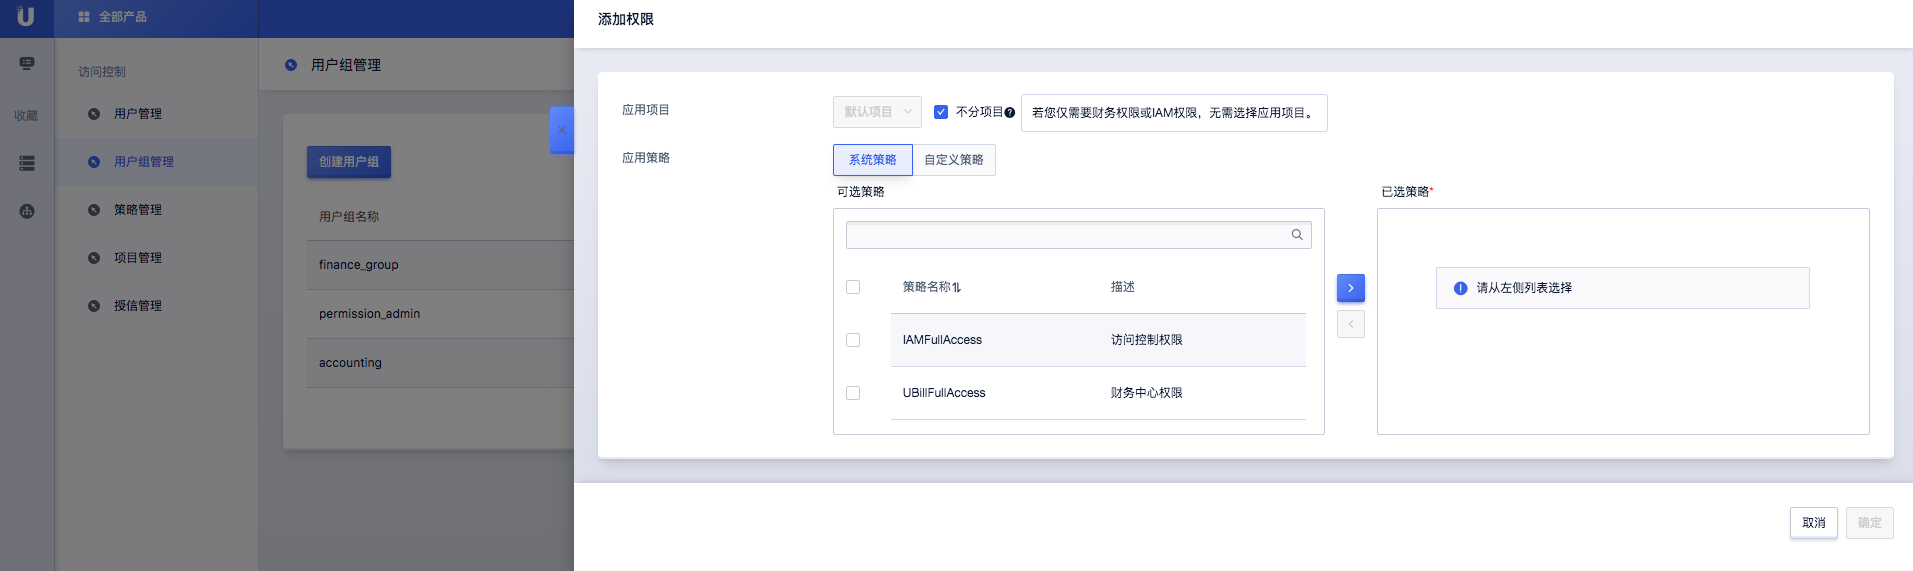 U
全部产品
添加权限
访问控制
收藏
用户管理
用户组管理
策略管理
项目管理
授信管理
用户组管理
创建用户组
用户组名称
finance_group
permission_admin
accounting
应用项目
默认项目
不分项目
若您仅需要财务权限或IAM权限，无需选择应用项目。
应用策略
系统策略
自定义策略
可选策略
策略名称 描述
IAMFullAccess 访问控制权限
UBillFullAccess 财务中心权限
已选策略*
请从左侧列表选择
取消
确定